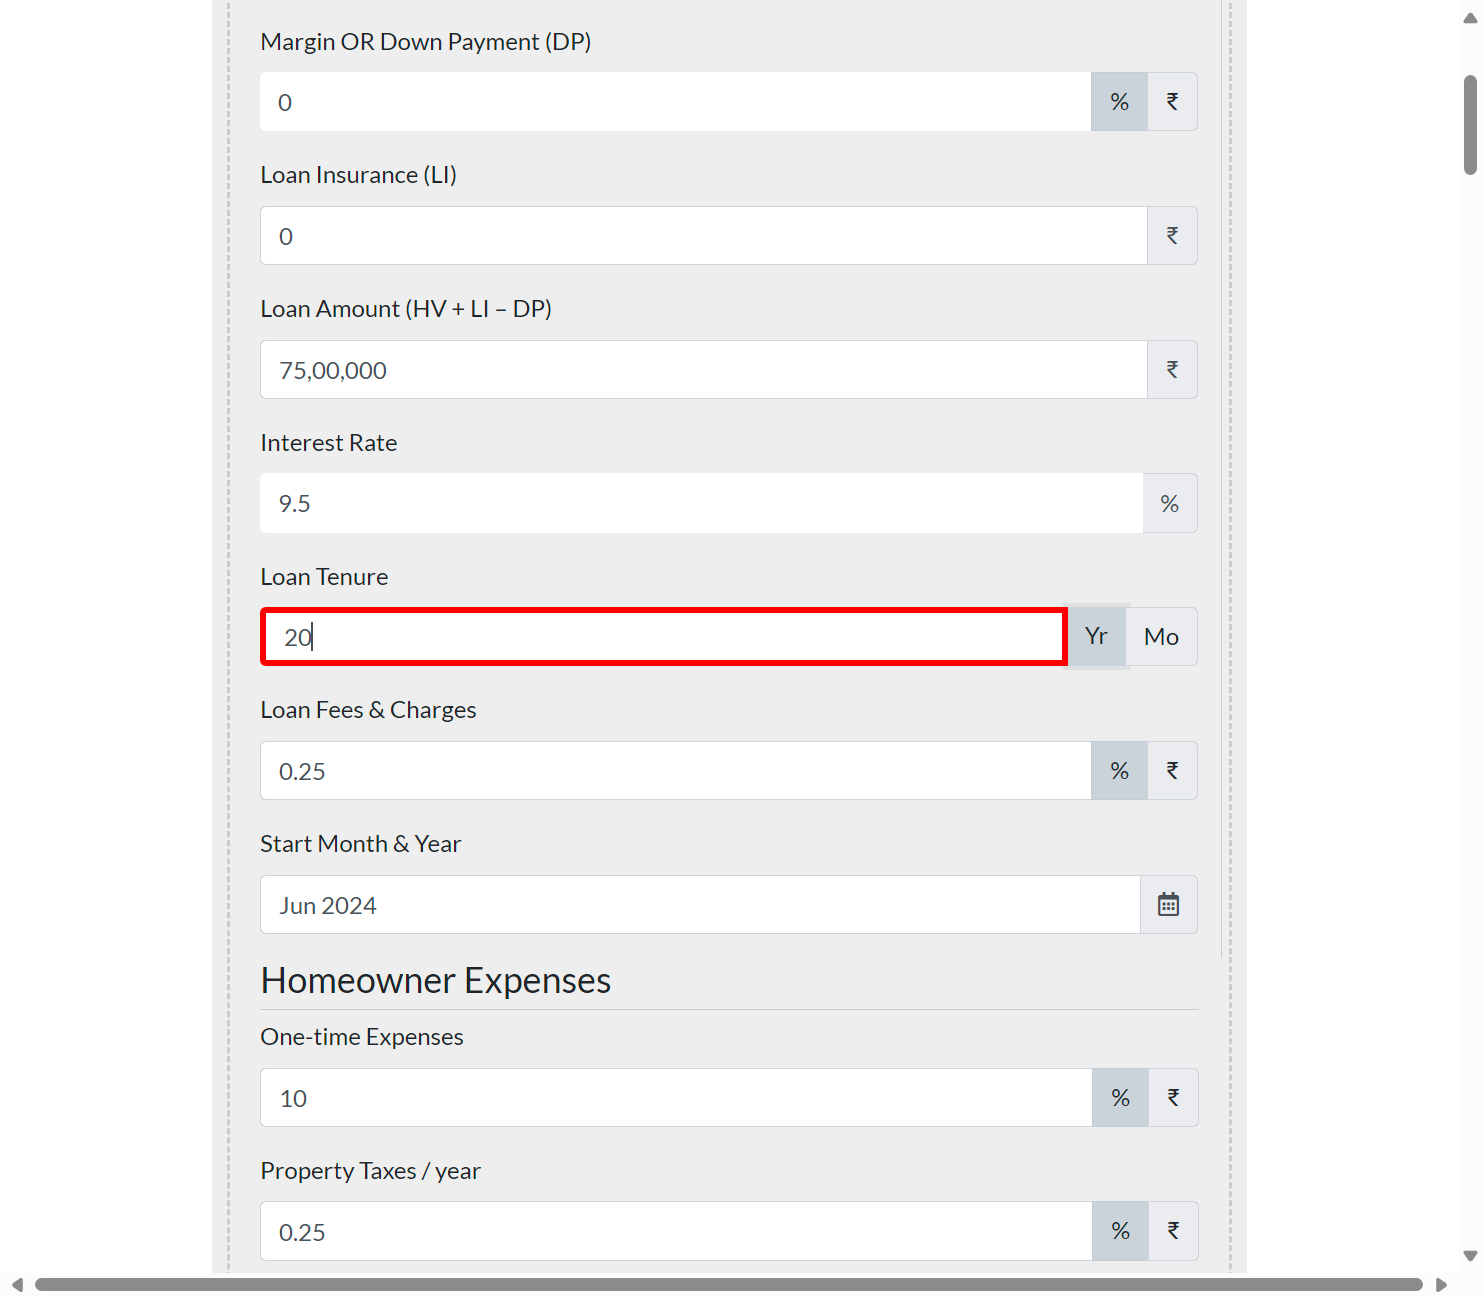 Margin OR Down Payment (DP)
0 % ₹
Loan Insurance (LI)
0 ₹
Loan Amount (HV + LI – DP)
75,00,000 ₹
Interest Rate
9.5 %
Loan Tenure
20 Yr Mo
Loan Fees & Charges
0.25 % ₹
Start Month & Year
Jun 2024
Homeowner Expenses
One-time Expenses
10 % ₹
Property Taxes / year
0.25 % ₹